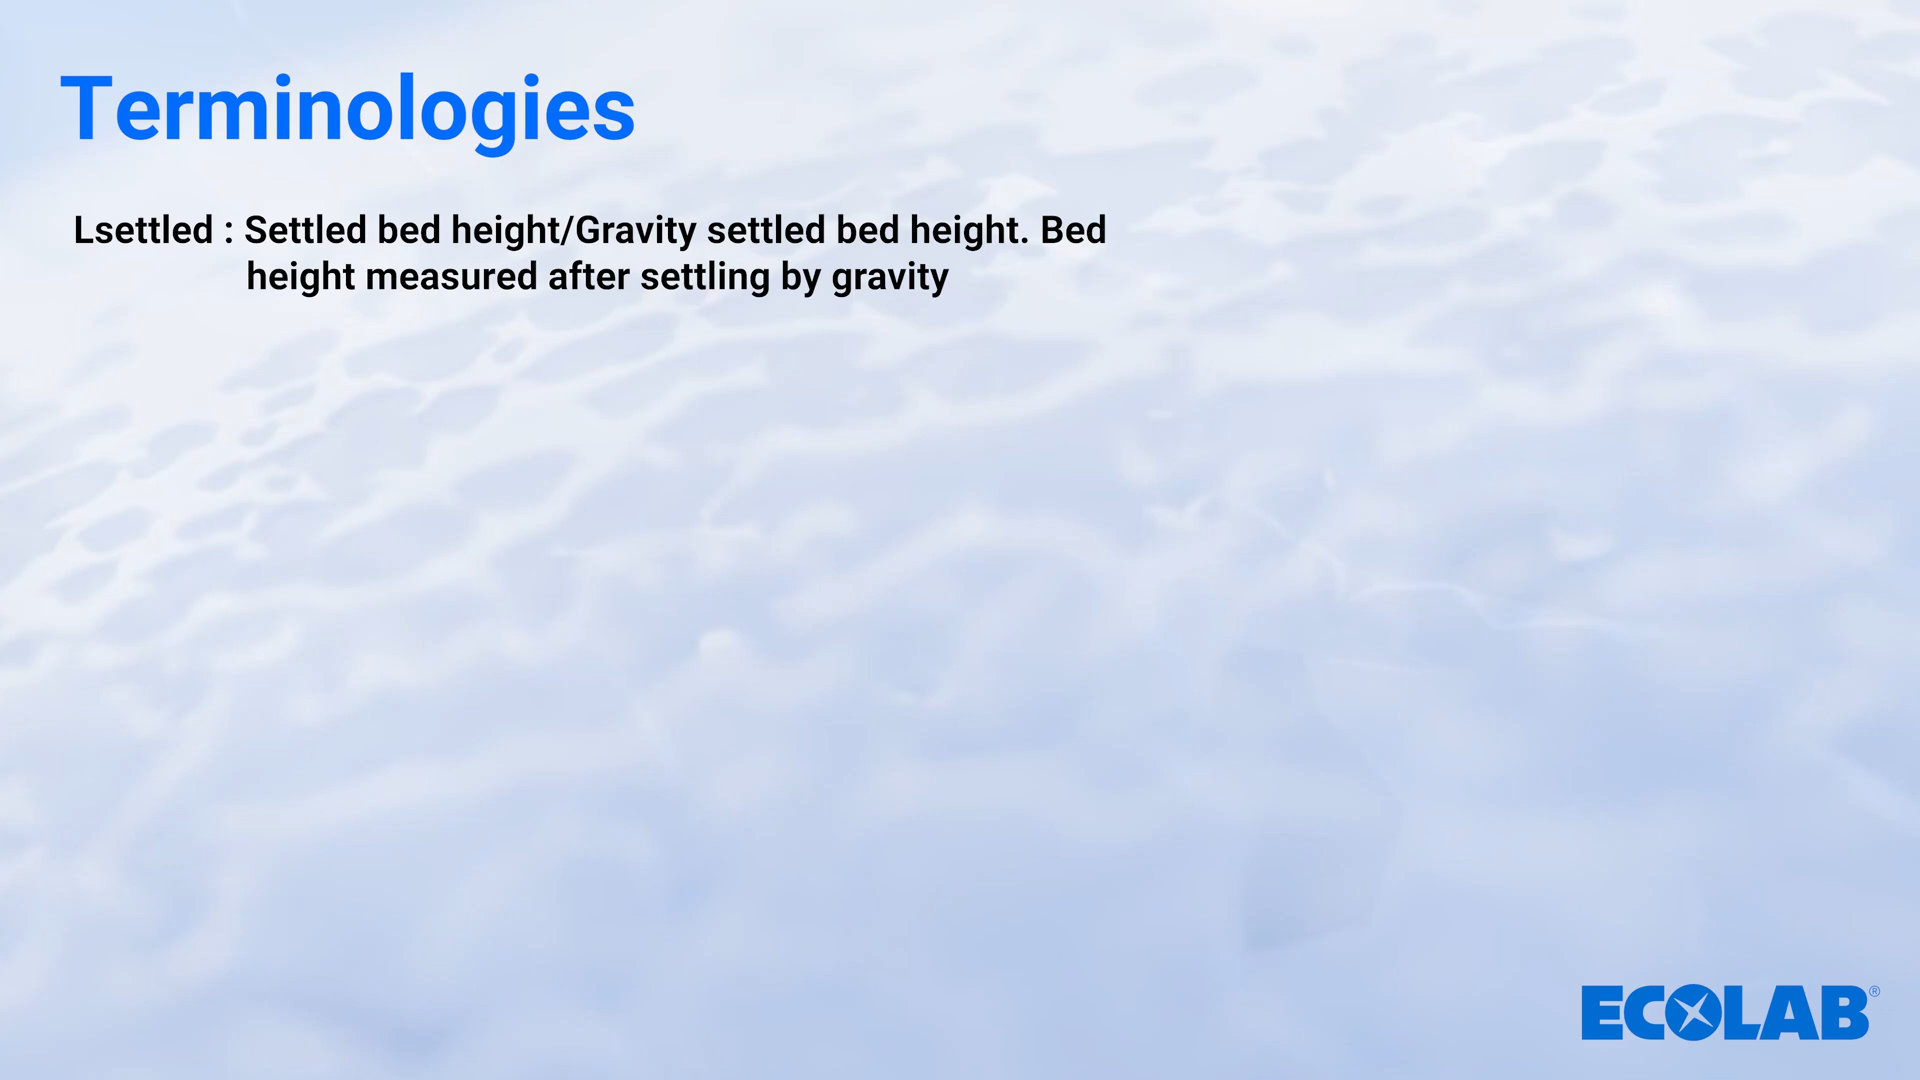 Terminologies
Lsettled : Settled bed height/Gravity settled bed height. Bed
height measured after settling by gravity
ECOLAB®